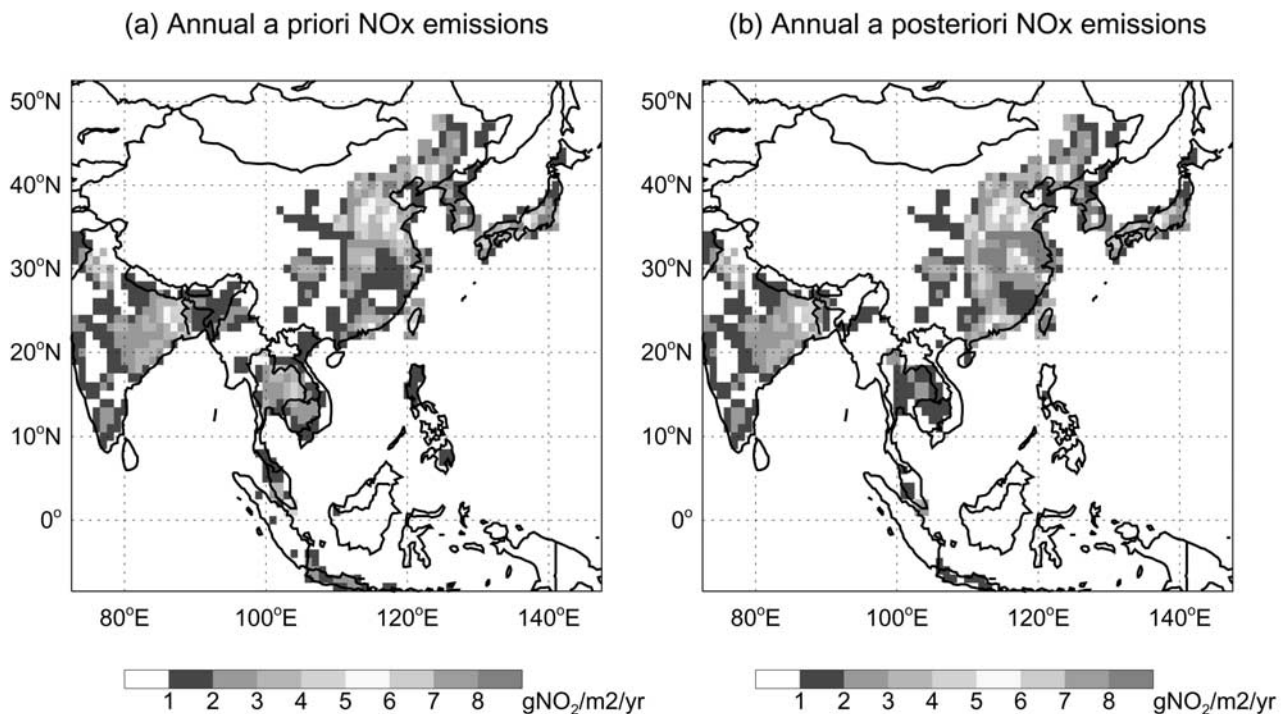 (a) Annual a priori NOx emissions
(b) Annual a posteriori NOx emissions
50°N
40°N
30°N
20°N
10°N
0°
80°E 100°E 120°E 140°E
50°N
40°N
30°N
20°N
10°N
0°
80°E 100°E 120°E 140°E
1 2 3 4 5 6 7 8 gNO₂/m2/yr
1 2 3 4 5 6 7 8 gNO₂/m2/yr